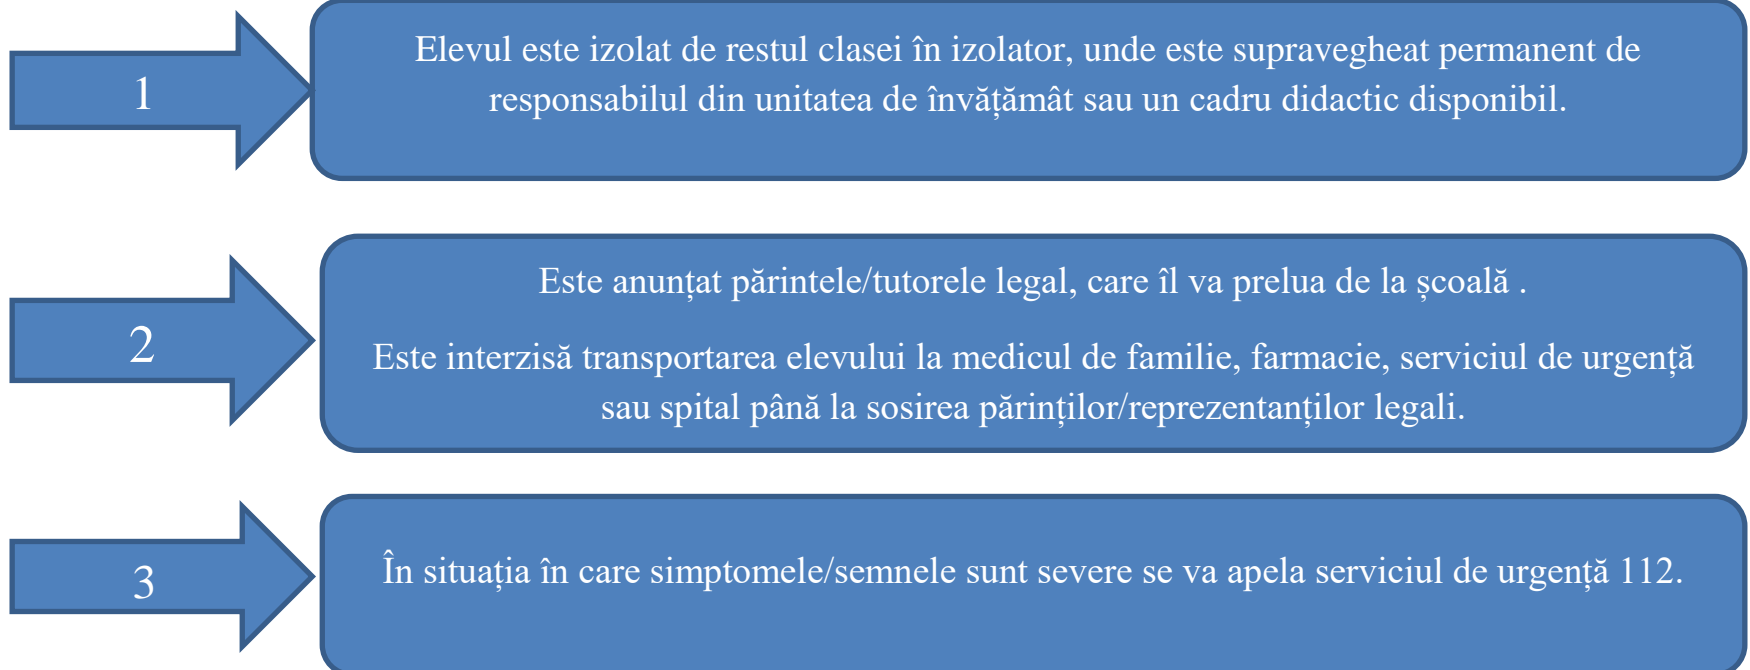 1
Elevul este izolat de restul clasei în izolator, unde este supravegheat permanent de
responsabilul din unitatea de învățămât sau un cadru didactic disponibil.
2
Este anunțat părintele/tutorele legal, care îl va prelua de la școală .
Este interzisă transportarea elevului la medicul de familie, farmacie, serviciul de urgență
sau spital până la sosirea părinților/reprezentanților legali.
3
În situația în care simptomele/semnele sunt severe se va apela serviciul de urgență 112.